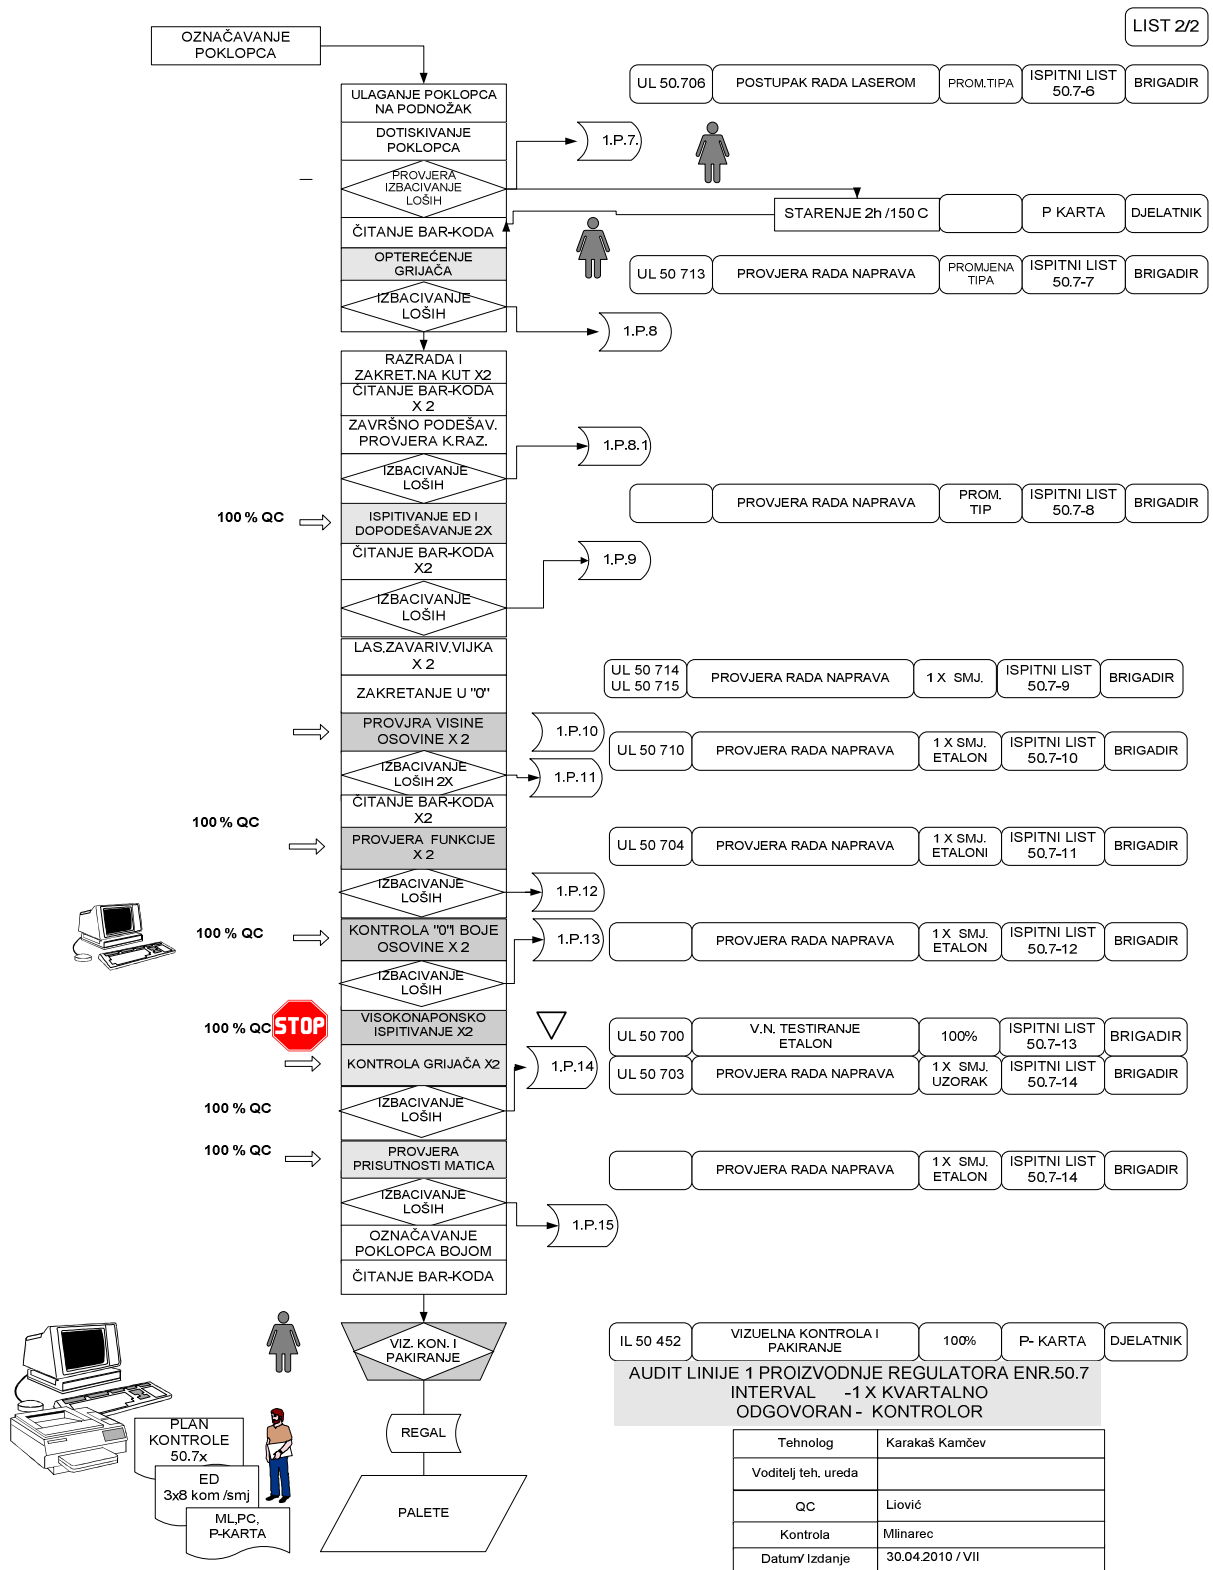 LIST 2/2
OZNAČAVANJE
POKLOPCA
ULAGANJE POKLOPCA
NA PODNOŽAK
UL 50.706
POSTUPAK RADA LASEROM
PROM.TIPA
ISPITNI LIST
50.7-6
BRIGADIR
DOTISKIVANJE
POKLOPCA
1.P.7.
PROVJERA
IZBACIVANJE
LOŠIH
STARENJE 2h /150 C
P KARTA
DJELATNIK
ČITANJE BAR-KODA
OPTEREĆENJE
GRIJAČA
UL 50 713
PROVJERA RADA NAPRAVA
PROMJENA
TIPA
ISPITNI LIST
50.7-7
BRIGADIR
IZBACIVANJE
LOŠIH
1.P.8
RAZRADA I
ZAKRET.NA KUT X2
ČITANJE BAR-KODA
X 2
ZAVRŠNO PODEŠAV.
PROVJERA K.RAZ.
1.P.8.1
IZBACIVANJE
LOŠIH
PROVJERA RADA NAPRAVA
PROM.
TIP
ISPITNI LIST
50.7-8
BRIGADIR
100 % QC
ISPITIVANJE ED I
DOPODEŠAVANJE 2X
ČITANJE BAR-KODA
X2
1.P.9
IZBACIVANJE
LOŠIH
LAS.ZAVARIV.VIJKA
X 2
UL 50 714
UL 50 715
PROVJERA RADA NAPRAVA
1 X SMJ.
ISPITNI LIST
50.7-9
BRIGADIR
ZAKRETANJE U "0"
PROVJRA VISINE
OSOVINE X 2
1.P.10
UL 50 710
PROVJERA RADA NAPRAVA
1 X SMJ.
ETALON
ISPITNI LIST
50.7-10
BRIGADIR
IZBACIVANJE
LOŠIH 2X
1.P.11
ČITANJE BAR-KODA
X2
100 % QC
PROVJERA FUNKCIJE
X 2
UL 50 704
PROVJERA RADA NAPRAVA
1 X SMJ.
ETALONI
ISPITNI LIST
50.7-11
BRIGADIR
IZBACIVANJE
LOŠIH
1.P.12
100 % QC
KONTROLA "0"I BOJE
OSOVINE X 2
1.P.13
PROVJERA RADA NAPRAVA
1 X SMJ.
ETALON
ISPITNI LIST
50.7-12
BRIGADIR
IZBACIVANJE
LOŠIH
100 % QC
STOP
VISOKONAPONSKO
ISPITIVANJE X2
UL 50 700
V.N. TESTIRANJE
ETALON
100%
ISPITNI LIST
50.7-13
BRIGADIR
KONTROLA GRIJAČA X2
1.P.14
UL 50 703
PROVJERA RADA NAPRAVA
1 X SMJ.
UZORAK
ISPITNI LIST
50.7-14
BRIGADIR
100 % QC
IZBACIVANJE
LOŠIH
100 % QC
PROVJERA
PRISUTNOSTI MATICA
PROVJERA RADA NAPRAVA
1 X SMJ.
ETALON
ISPITNI LIST
50.7-14
BRIGADIR
IZBACIVANJE
LOŠIH
1.P.15
OZNAČAVANJE
POKLOPCA BOJOM
ČITANJE BAR-KODA
VIZ. KON. I
PAKIRANJE
IL 50 452
VIZUELNA KONTROLA I
PAKIRANJE
100%
P- KARTA
DJELATNIK
AUDIT LINIJE 1 PROIZVODNJE REGULATORA ENR.50.7
INTERVAL -1 X KVARTALNO
ODGOVORAN - KONTROLOR
PLAN
KONTROLE
50.7x
REGAL
ED
3x8 kom /smj
ML,PC,
P-KARTA
PALETE
Tehnolog
Karakaš Kamčev
Voditelj teh. ureda
QC
Liović
Kontrola
Mlinarec
Datum/ Izdanje
30.04.2010 / VII